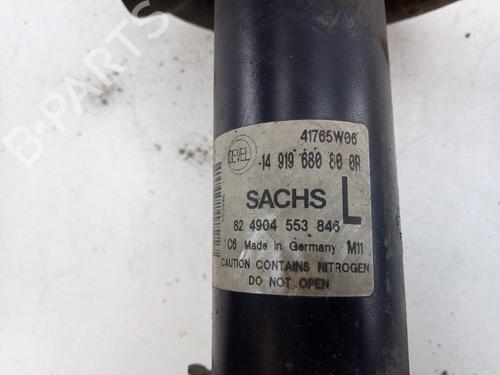 41765W06
SEVEL
14 919 680 80 0R
SACHS L
82 4904 553 846
C6 Made in Germany M11
CAUTION CONTAINS NITROGEN
DO NOT OPEN
B PARTS